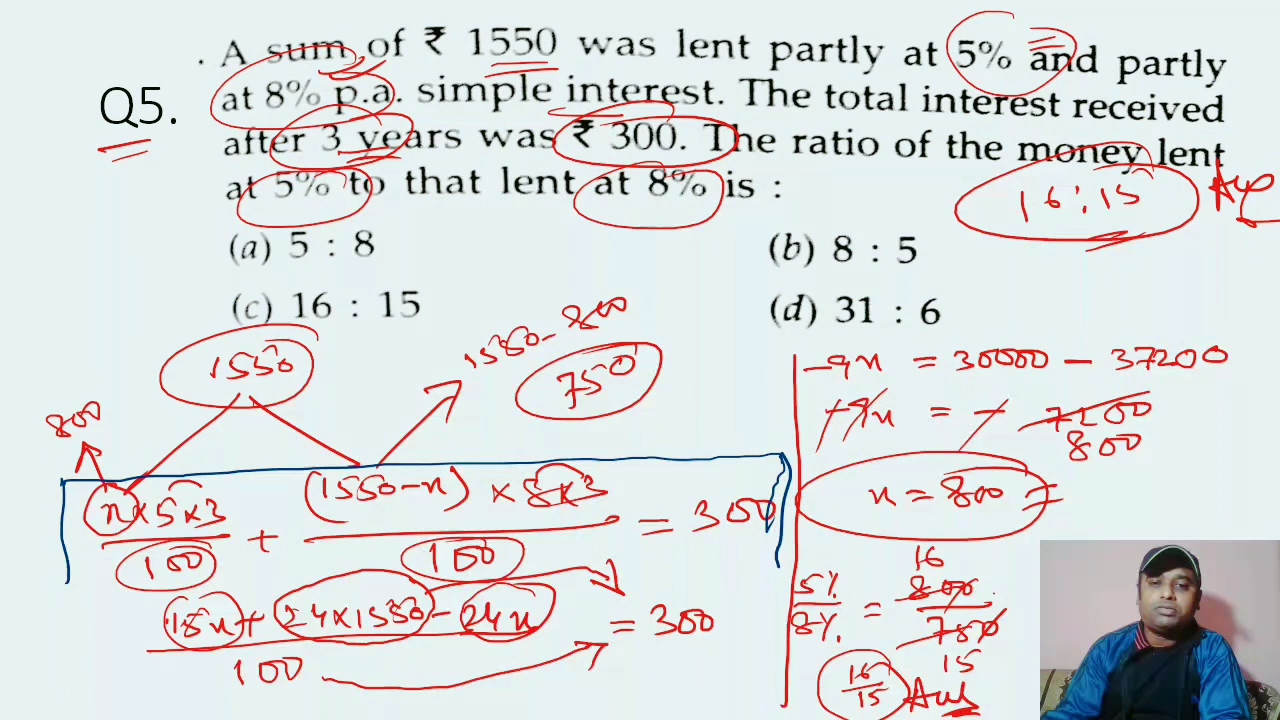 . A sum of ₹ 1550 was lent partly at 5% and partly
Q5. at 8% p.a. simple interest. The total interest received
after 3 years was ₹ 300. The ratio of the money lent
at 5% to that lent at 8% is :
16:15 Ans
(a) 5 : 8 (b) 8 : 5
(c) 16 : 15 (d) 31 : 6
1550
1550-800
750
800
x×5×3/100 + (1550-x)×8×3/100 = 300
15x+24×1550-24x/100 = 300
-9x = 30000 - 37200
+9x = + 7200
800
x = 800 =
16
5%/8% = 800/750
15
16/15 Ans